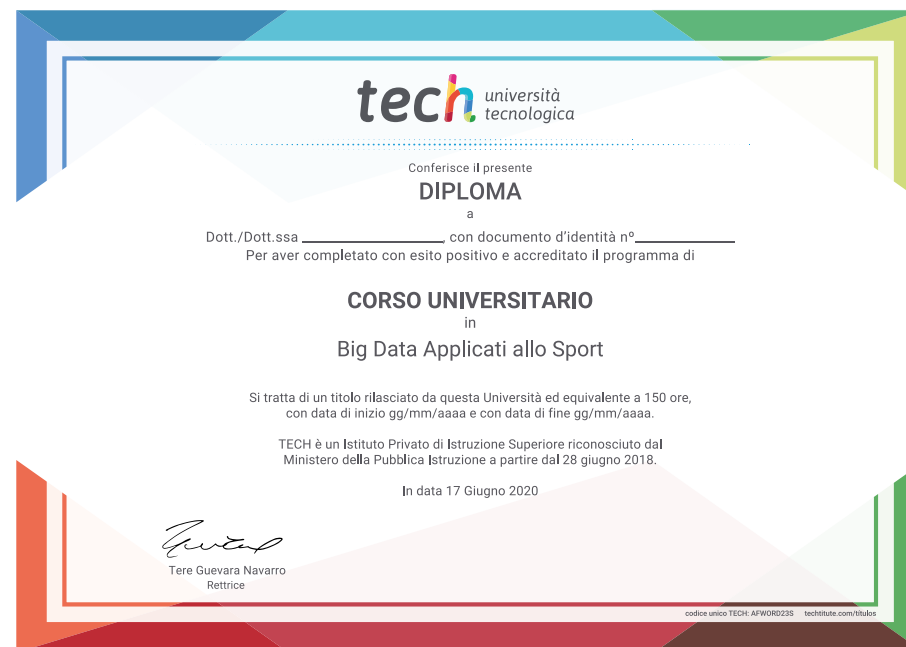 tech università
tecnologica
Conferisce il presente
DIPLOMA
a
Dott./Dott.ssa ____________________, con documento d'identità nº______________
Per aver completato con esito positivo e accreditato il programma di
CORSO UNIVERSITARIO
in
Big Data Applicati allo Sport
Si tratta di un titolo rilasciato da questa Università ed equivalente a 150 ore,
con data di inizio gg/mm/aaaa e con data di fine gg/mm/aaaa.
TECH è un Istituto Privato di Istruzione Superiore riconosciuto dal
Ministero della Pubblica Istruzione a partire dal 28 giugno 2018.
In data 17 Giugno 2020
Tere Guevara Navarro
Rettrice
codice unico TECH: AFWORD23S techtitute.com/titulos